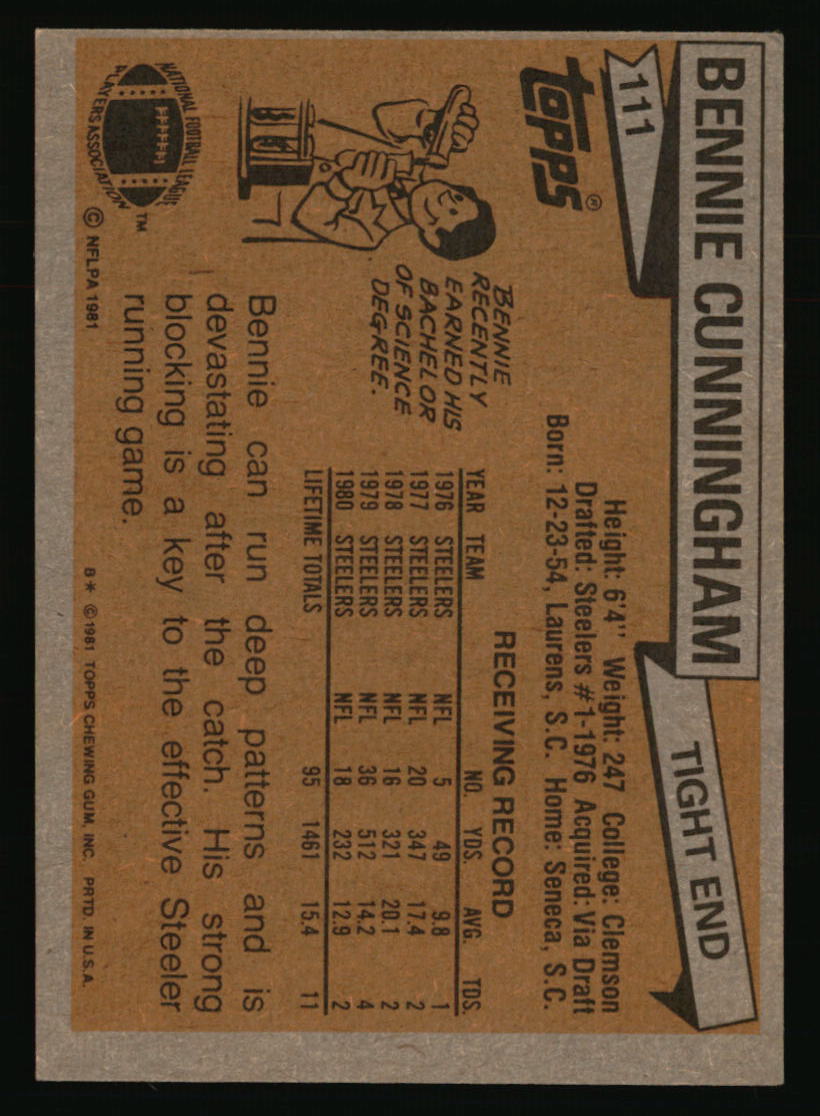 BENNIE CUNNINGHAM
TIGHT END
111
topps®
Height: 6'4" Weight: 247 College: Clemson
Drafted: Steelers #1-1976 Acquired: Via Draft
Born: 12-23-54, Laurens, S.C. Home: Seneca, S.C.
BENNIE
RECENTLY
EARNED HIS
BACHELOR
OF SCIENCE
DEGREE.
RECEIVING RECORD
YEAR TEAM NO. YDS. AVG. TDS.
1976 STEELERS NFL 5 49 9.8 1
1977 STEELERS NFL 20 347 17.4 2
1978 STEELERS NFL 16 321 20.1 2
1979 STEELERS NFL 36 512 14.2 4
1980 STEELERS NFL 18 232 12.9 2
LIFETIME TOTALS 95 1461 15.4 11
Bennie can run deep patterns and is
devastating after the catch. His strong
blocking is a key to the effective Steeler
running game.
NATIONAL FOOTBALL LEAGUE
PLAYERS ASSOCIATION
TM
© NFLPA 1981
B* ©1981 TOPPS CHEWING GUM, INC. PRTD. IN U.S.A.